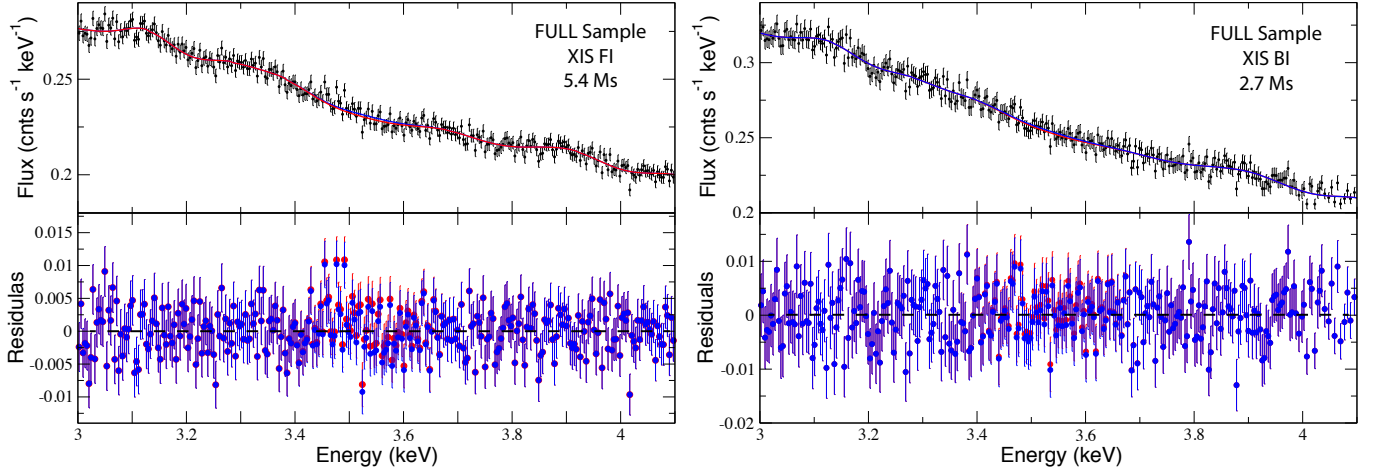 FULL Sample
XIS FI
5.4 Ms
Flux (cnts s⁻¹ keV⁻¹)
0.25
0.2
Residulas
0.015
0.01
0.005
0
-0.005
-0.01
3 3.2 3.4 3.6 3.8 4
Energy (keV)
FULL Sample
XIS BI
2.7 Ms
Flux (cnts s⁻¹ keV⁻¹)
0.3
0.25
0.2
Residuals
0.01
0
-0.01
-0.02
3 3.2 3.4 3.6 3.8 4
Energy (keV)